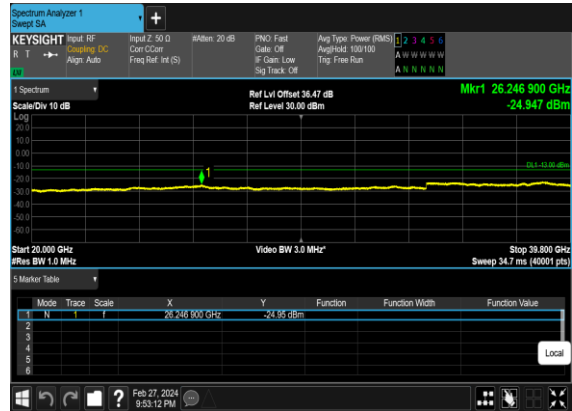 Spectrum Analyzer 1
Swept SA
+
KEYSIGHT Input: RF Input Z: 50 Ω #Atten: 20 dB PNO: Fast Avg Type: Power (RMS) 1 2 3 4 5 6
R T Coupling: DC Corr CCorr Gate: Off Avg|Hold: 100/100 A W W W W W
Align: Auto Freq Ref: Int (S) IF Gain: Low Trig: Free Run
Sig Track: Off A N N N N N
1 Spectrum Ref Lvl Offset 36.47 dB Mkr1 26.246 900 GHz
Scale/Div 10 dB Ref Level 30.00 dBm -24.947 dBm
Log
20.0
10.0
0.00
-10.0 DL1 -13.00 dBm
1
-20.0
-30.0
-40.0
-50.0
-60.0
Start 20.000 GHz Video BW 3.0 MHz* Stop 39.800 GHz
#Res BW 1.0 MHz Sweep 34.7 ms (40001 pts)
5 Marker Table
Mode Trace Scale X Y Function Function Width Function Value
1 N 1 f 26.246 900 GHz -24.95 dBm
2
3
4
5
6
Local
? Feb 27, 2024
9:53:12 PM